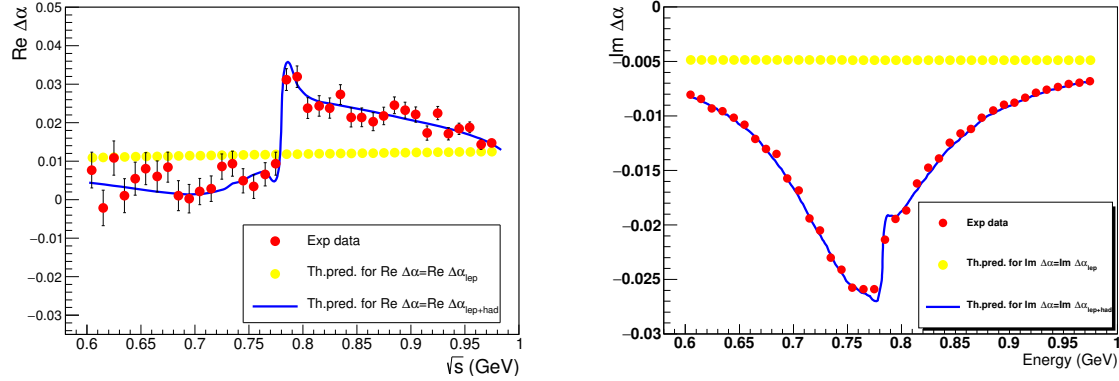 Re Δα
0.05
0.04
0.03
0.02
0.01
0
−0.01
−0.02
−0.03
Exp data
Th.pred. for Re Δα=Re Δα_lep
Th.pred. for Re Δα=Re Δα_lep+had
0.6 0.65 0.7 0.75 0.8 0.85 0.9 0.95 1
√s (GeV)
Im Δα
0
−0.005
−0.01
−0.015
−0.02
−0.025
−0.03
Exp data
Th.pred. for Im Δα=Im Δα_lep
Th.pred. for Im Δα=Im Δα_lep+had
0.6 0.65 0.7 0.75 0.8 0.85 0.9 0.95 1
Energy (GeV)